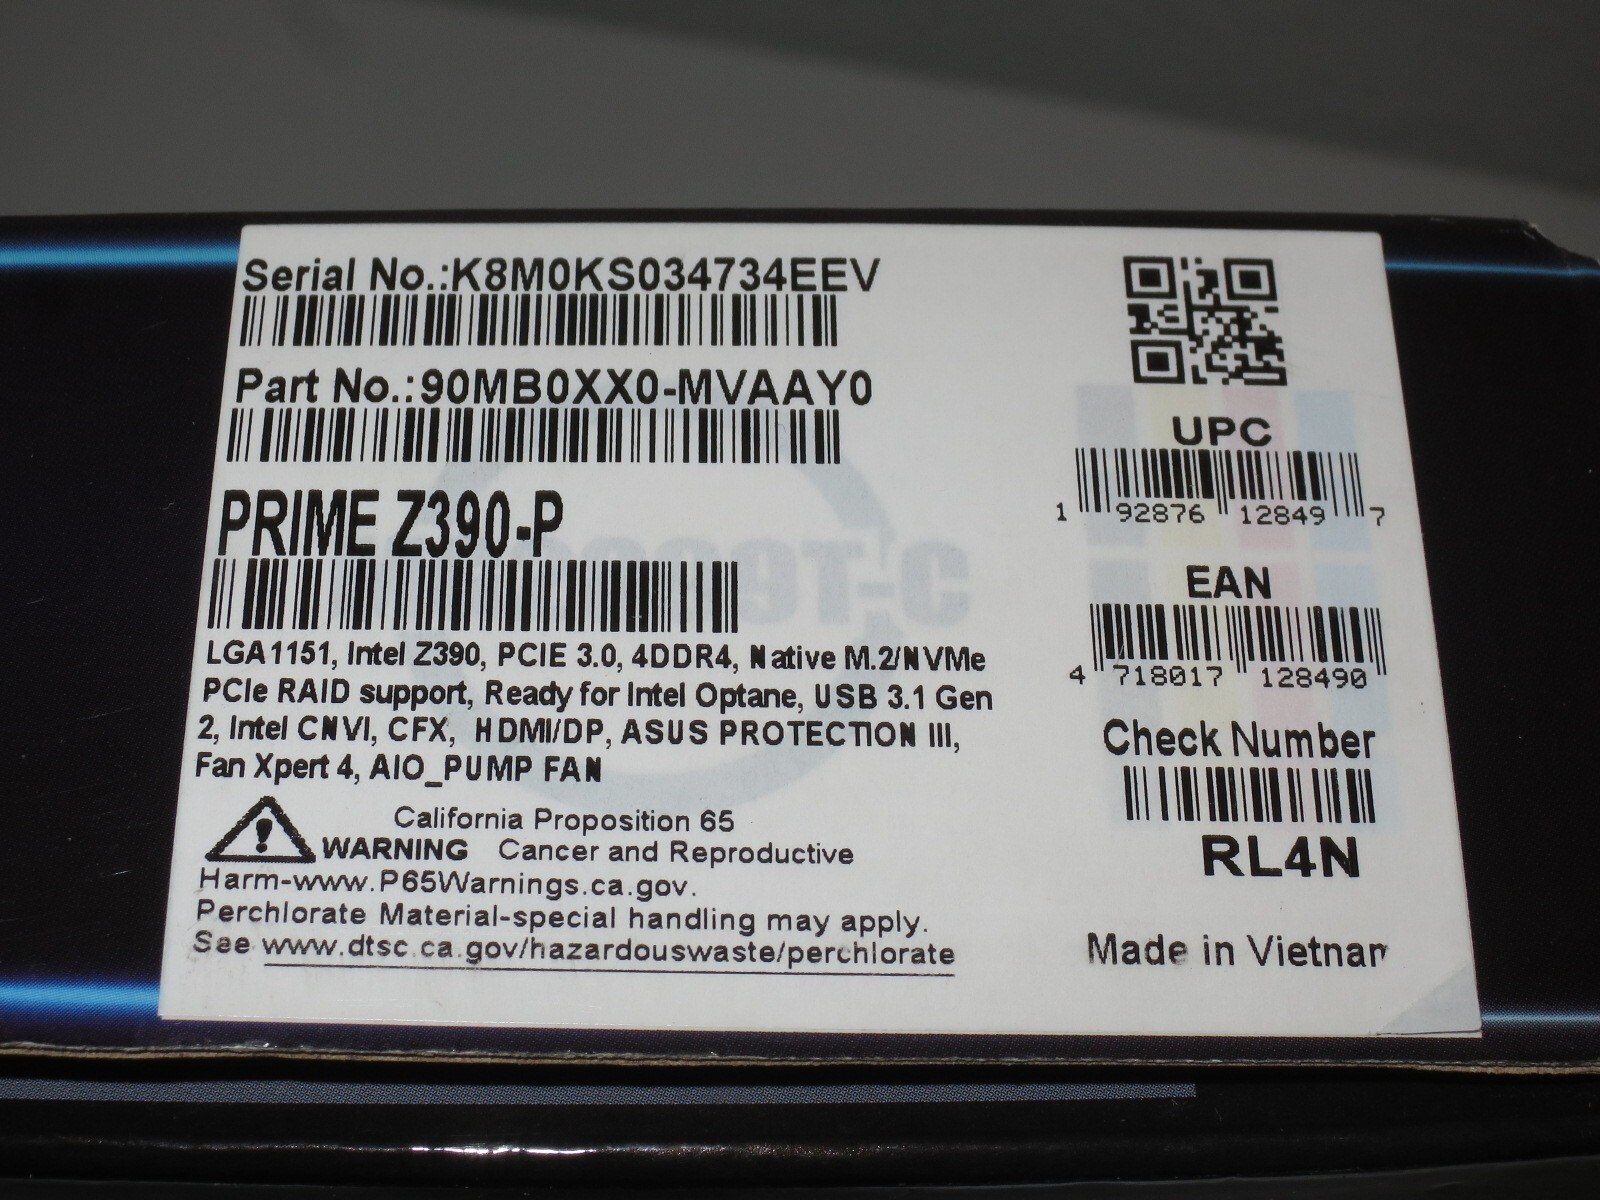 Serial No.:K8M0KS034734EEV
Part No.:90MB0XX0-MVAAY0
PRIME Z390-P
LGA1151, Intel Z390, PCIE 3.0, 4DDR4, Native M.2/NVMe
PCIe RAID support, Ready for Intel Optane, USB 3.1 Gen
2, Intel CNVI, CFX, HDMI/DP, ASUS PROTECTION III,
Fan Xpert 4, AIO_PUMP FAN
California Proposition 65
WARNING Cancer and Reproductive
Harm-www.P65Warnings.ca.gov.
Perchlorate Material-special handling may apply.
See www.dtsc.ca.gov/hazardouswaste/perchlorate
UPC
1 92876 12849 7
EAN
4 718017 128490
Check Number
RL4N
Made in Vietnam